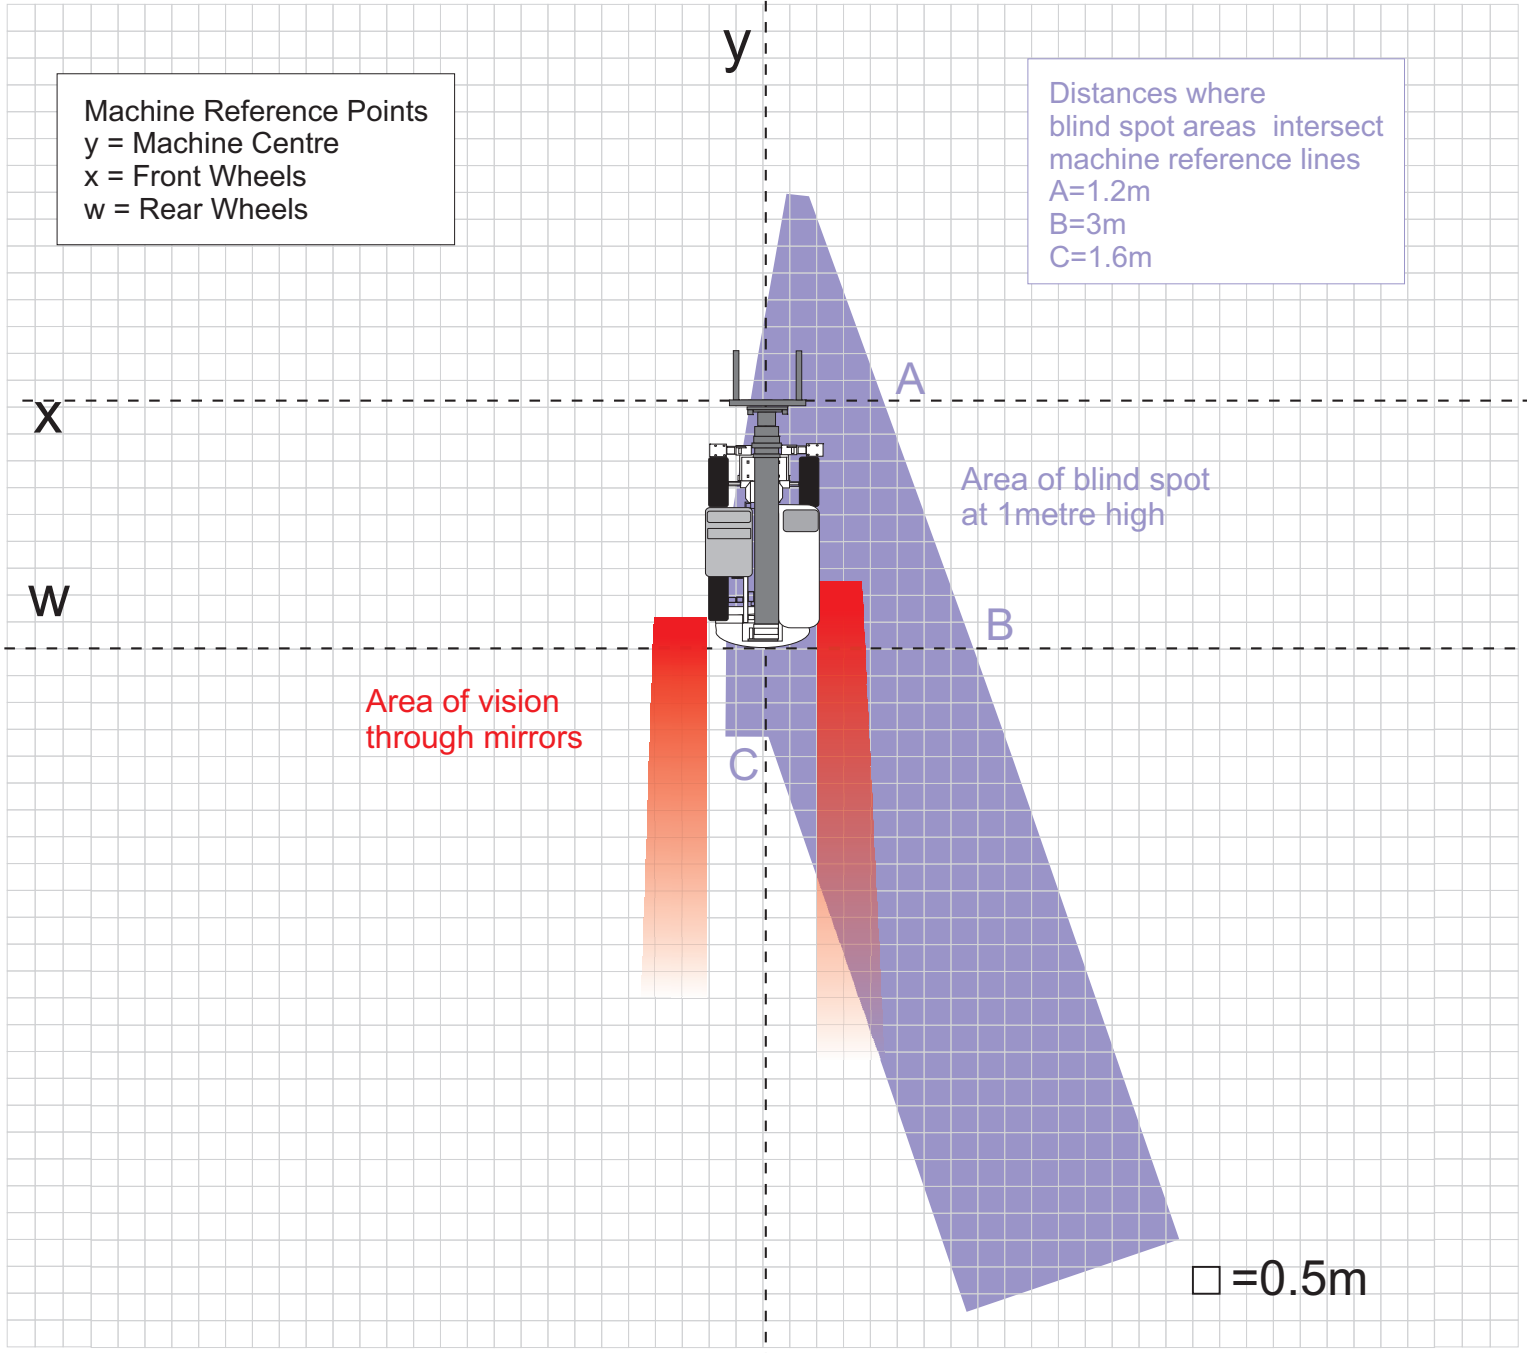 y
Machine Reference Points
y = Machine Centre
x = Front Wheels
w = Rear Wheels
Distances where
blind spot areas intersect
machine reference lines
A=1.2m
B=3m
C=1.6m
A
x
Area of blind spot
at 1metre high
w
B
Area of vision
through mirrors
C
=0.5m